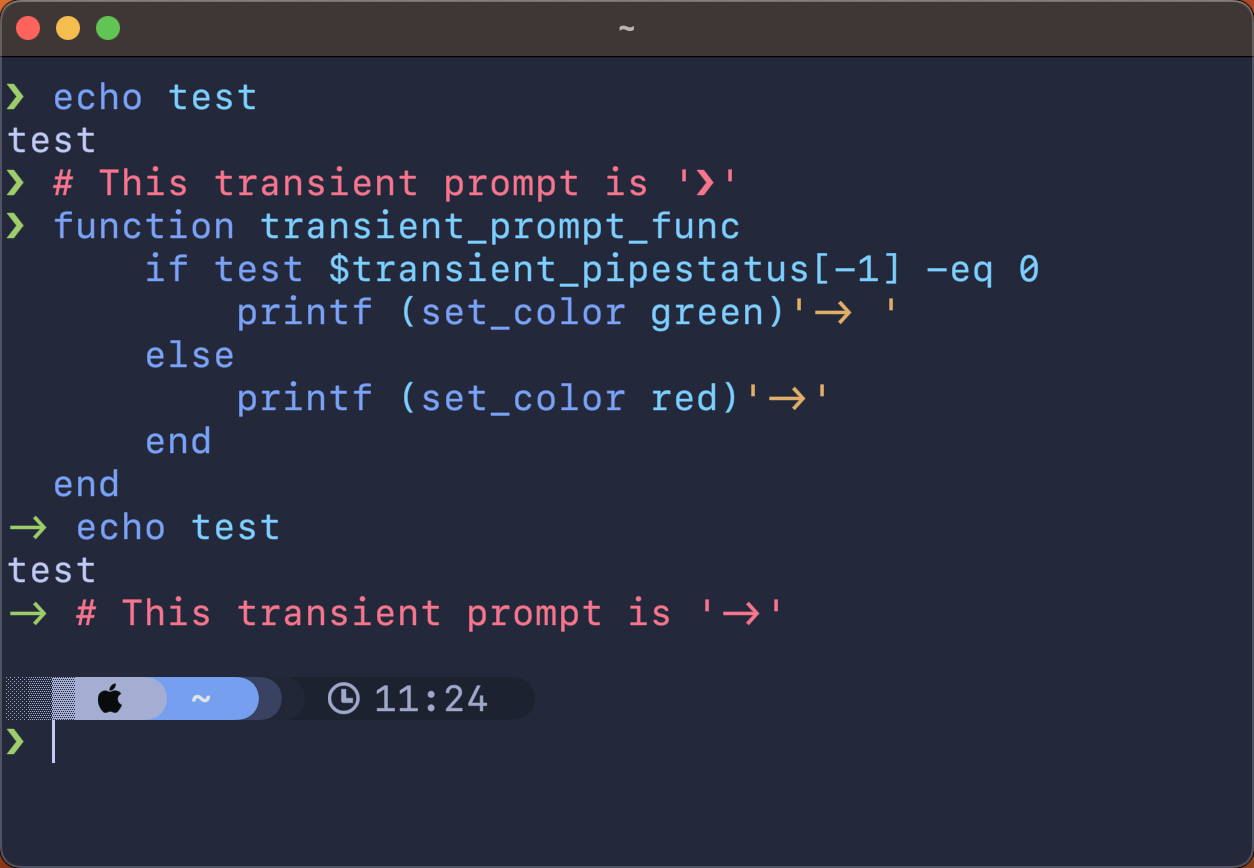 ~
❯ echo test
test
❯ # This transient prompt is '❯'
❯ function transient_prompt_func
      if test $transient_pipestatus[-1] -eq 0
          printf (set_color green)'→ '
      else
          printf (set_color red)'→'
      end
  end
→ echo test
test
→ # This transient prompt is '→'
~ 11:24
❯